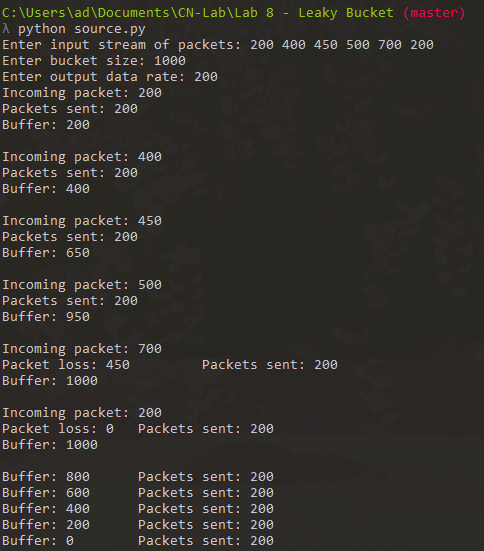 C:\Users\ad\Documents\CN-Lab\Lab 8 - Leaky Bucket (master)
λ python source.py
Enter input stream of packets: 200 400 450 500 700 200
Enter bucket size: 1000
Enter output data rate: 200
Incoming packet: 200
Packets sent: 200
Buffer: 200
Incoming packet: 400
Packets sent: 200
Buffer: 400
Incoming packet: 450
Packets sent: 200
Buffer: 650
Incoming packet: 500
Packets sent: 200
Buffer: 950
Incoming packet: 700
Packet loss: 450 Packets sent: 200
Buffer: 1000
Incoming packet: 200
Packet loss: 0 Packets sent: 200
Buffer: 1000
Buffer: 800 Packets sent: 200
Buffer: 600 Packets sent: 200
Buffer: 400 Packets sent: 200
Buffer: 200 Packets sent: 200
Buffer: 0 Packets sent: 200